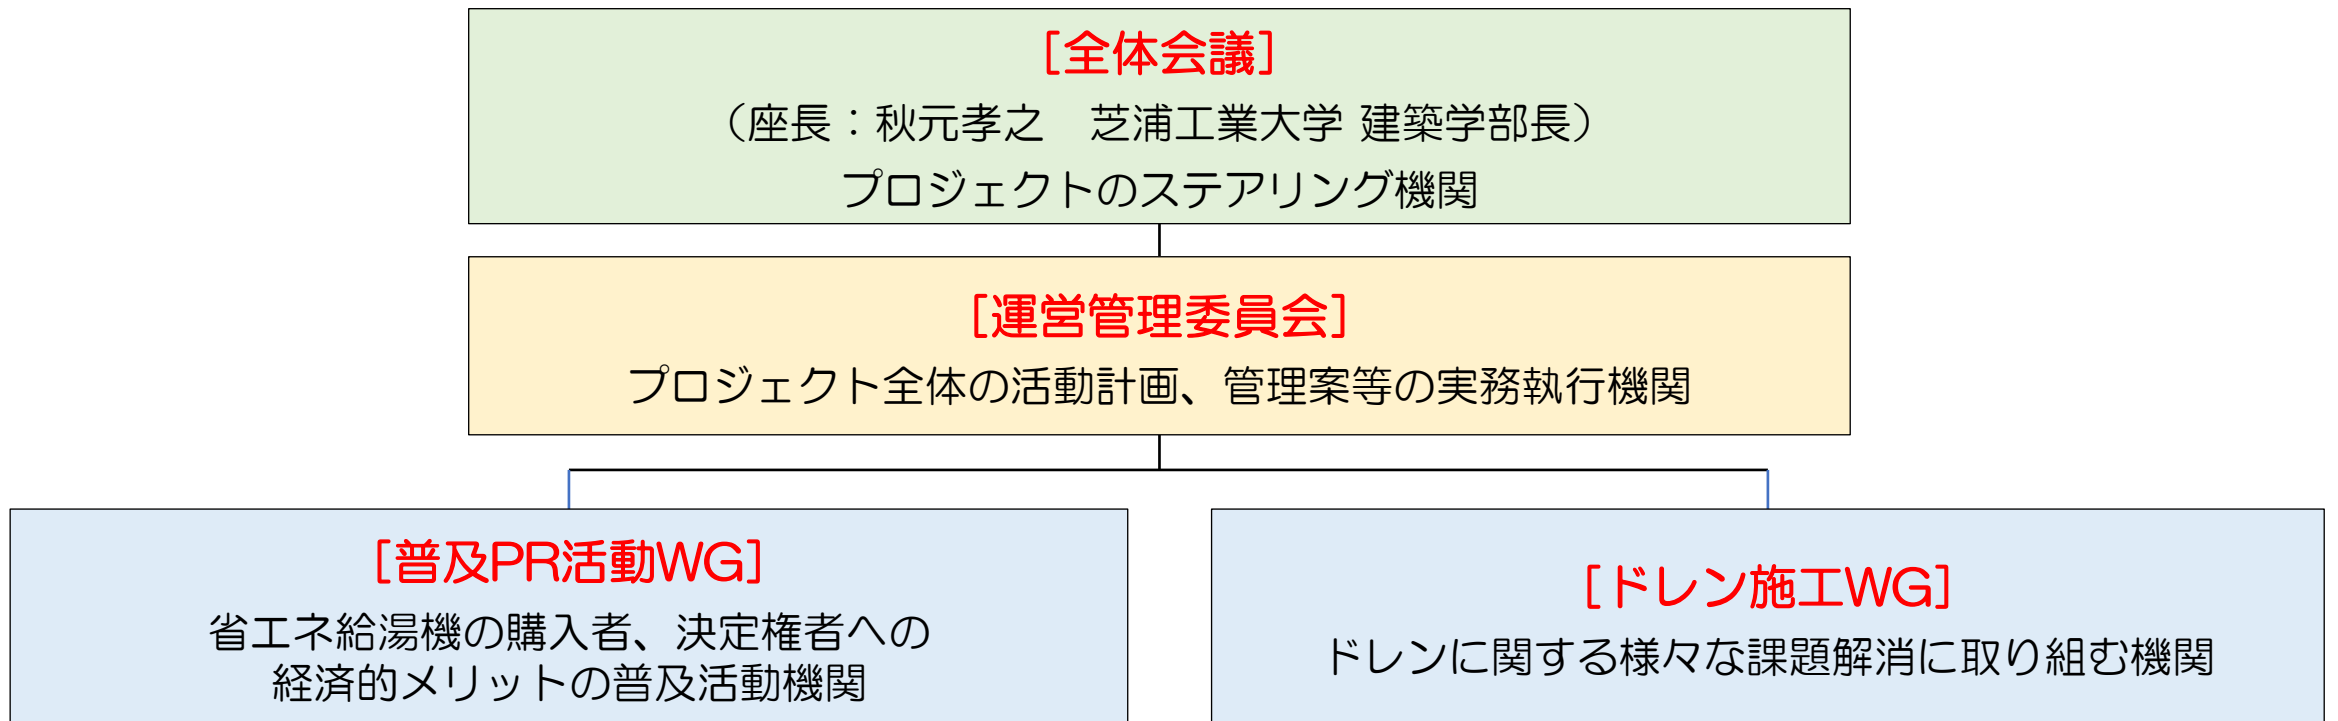 [全体会議]
（座長：秋元孝之　芝浦工業大学 建築学部長）
プロジェクトのステアリング機関
[運営管理委員会]
プロジェクト全体の活動計画、管理案等の実務執行機関
[普及PR活動WG]
省エネ給湯機の購入者、決定権者への
経済的メリットの普及活動機関
[ドレン施工WG]
ドレンに関する様々な課題解消に取り組む機関